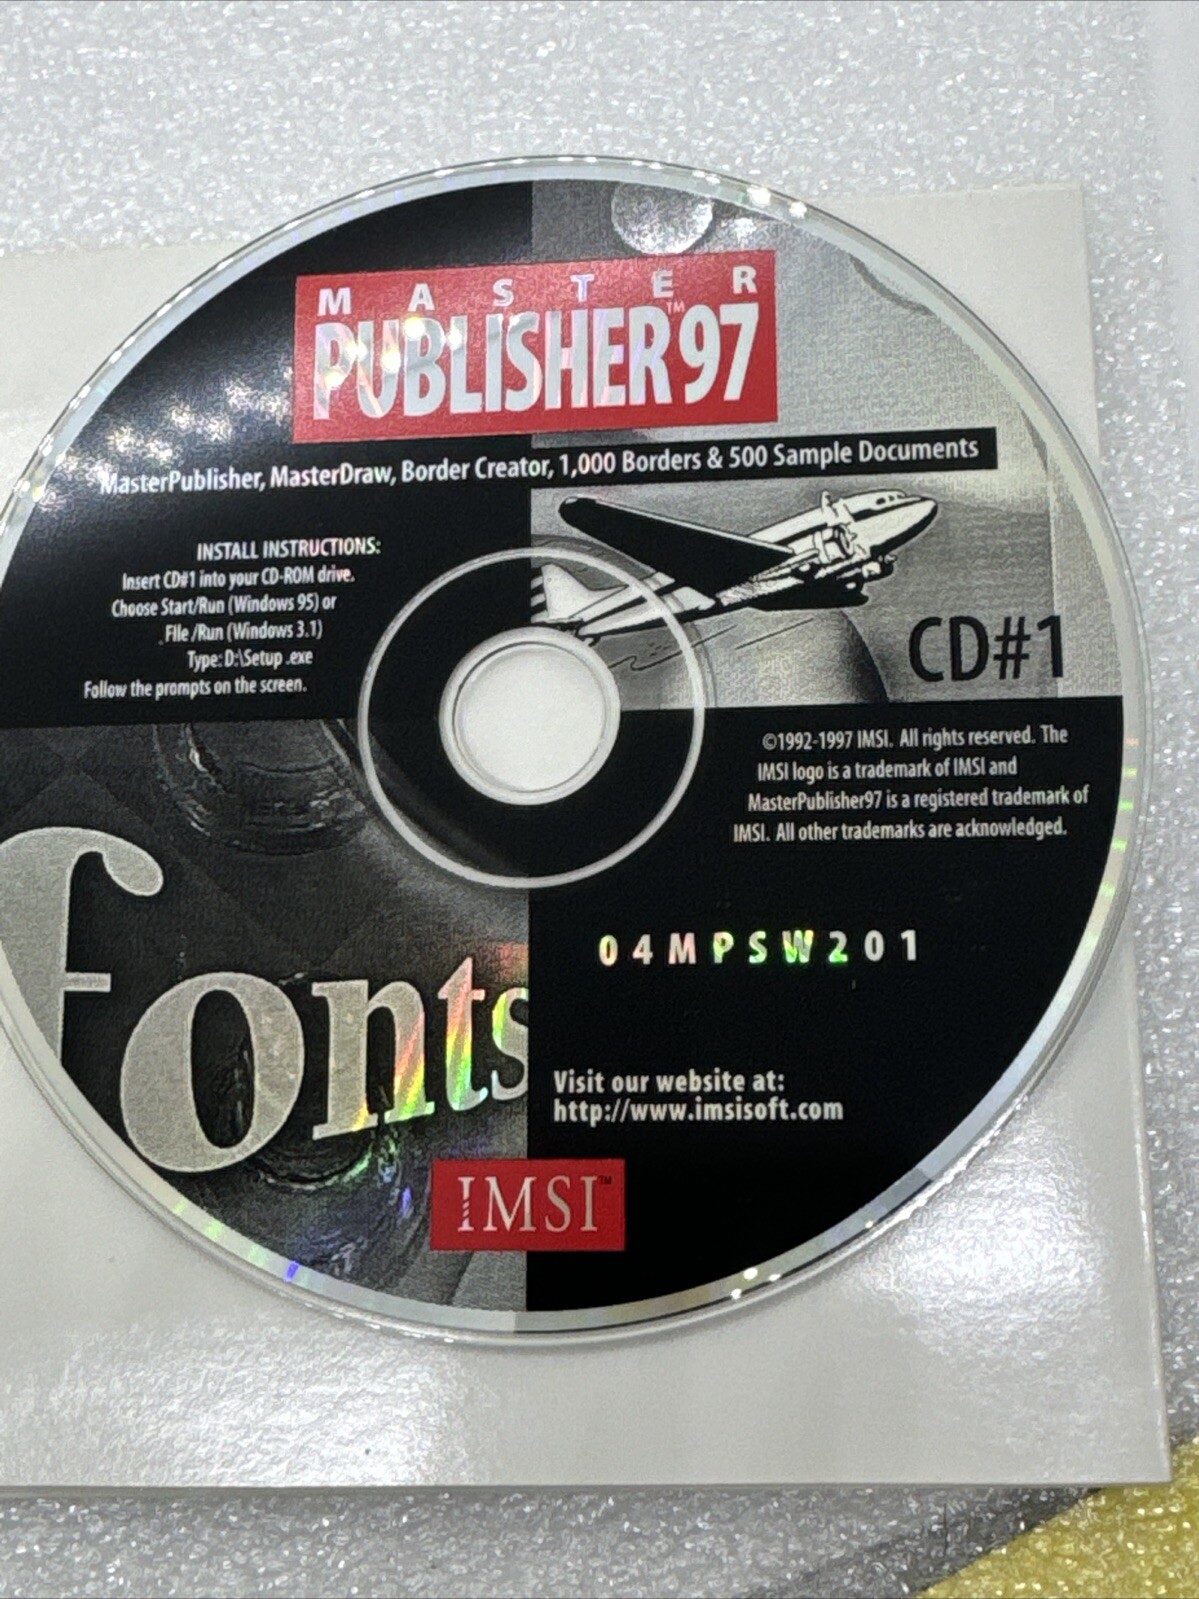 MASTER
PUBLISHER™97
MasterPublisher, MasterDraw, Border Creator, 1,000 Borders & 500 Sample Documents
INSTALL INSTRUCTIONS:
Insert CD#1 into your CD-ROM drive.
Choose Start/Run (Windows 95) or
File /Run (Windows 3.1)
Type: D:\Setup .exe
Follow the prompts on the screen.
CD#1
©1992-1997 IMSI. All rights reserved. The
IMSI logo is a trademark of IMSI and
MasterPublisher97 is a registered trademark of
IMSI. All other trademarks are acknowledged.
04MPSW201
fonts
Visit our website at:
http://www.imsisoft.com
IMSI™